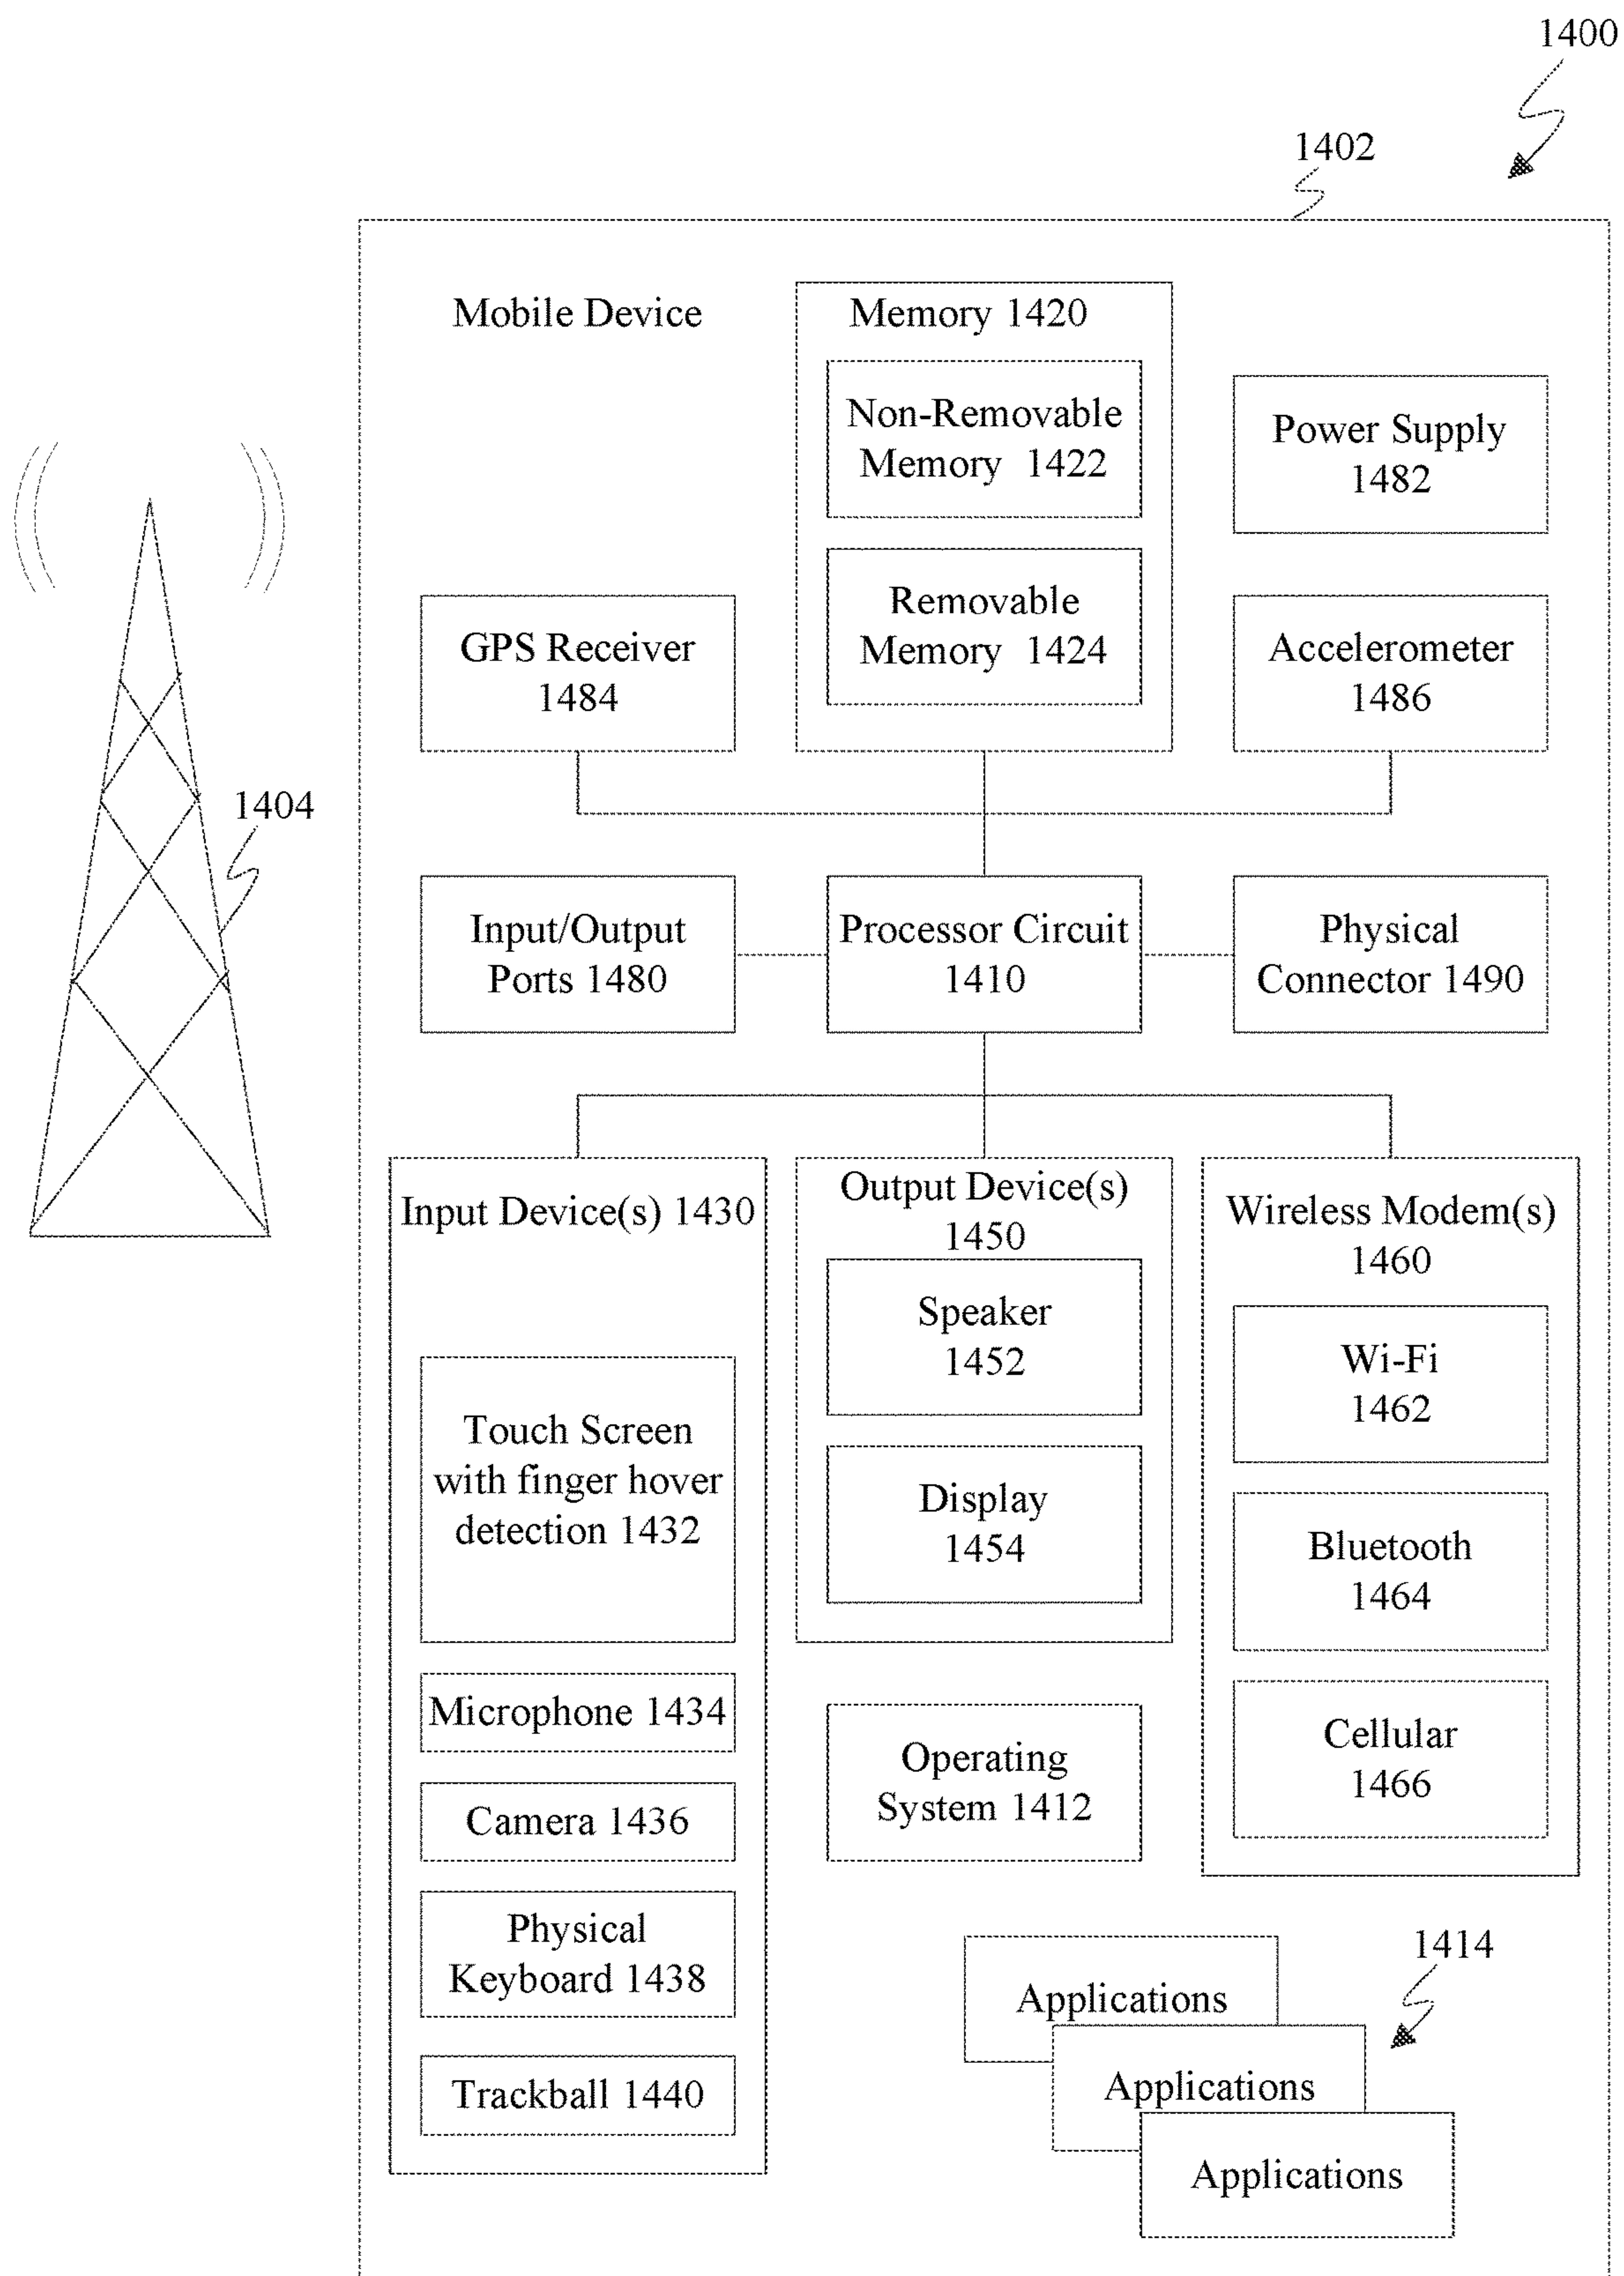 1400
1402
Mobile Device
Memory 1420
Non-Removable
Memory 1422
Power Supply
1482
Removable
Memory 1424
GPS Receiver
1484
Accelerometer
1486
1404
Input/Output
Ports 1480
Processor Circuit
1410
Physical
Connector 1490
Input Device(s) 1430
Touch Screen
with finger hover
detection 1432
Microphone 1434
Camera 1436
Physical
Keyboard 1438
Trackball 1440
Output Device(s)
1450
Speaker
1452
Display
1454
Operating
System 1412
Wireless Modem(s)
1460
Wi-Fi
1462
Bluetooth
1464
Cellular
1466
1414
Applications
Applications
Applications